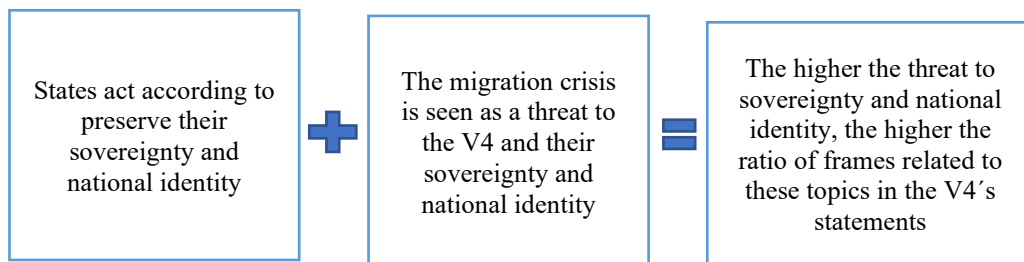 States act according to
preserve their
sovereignty and
national identity
The migration crisis
is seen as a threat to
the V4 and their
sovereignty and
national identity
The higher the threat to
sovereignty and national
identity, the higher the
ratio of frames related to
these topics in the V4´s
statements